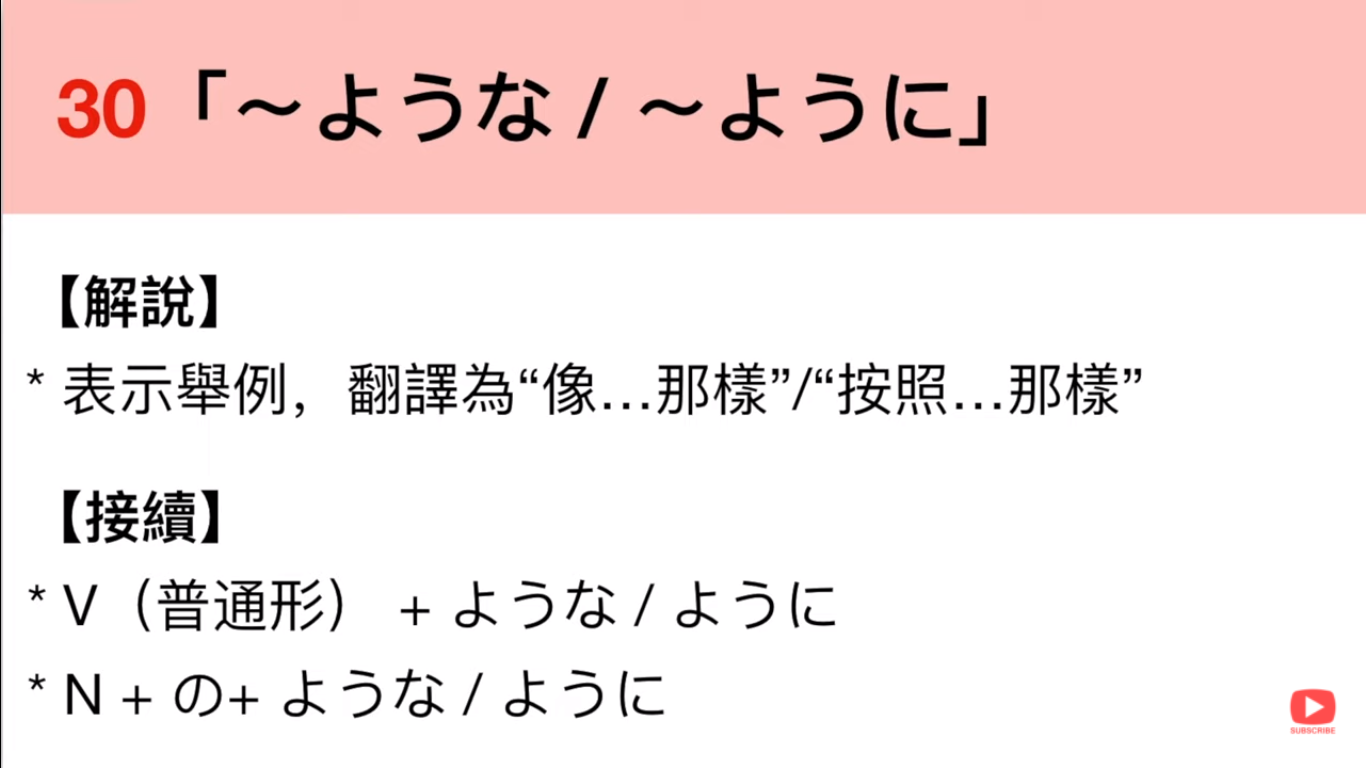 30「～ような / ～ように」
【解說】
* 表示舉例，翻譯為“像…那樣”/“按照…那樣”
【接續】
* V（普通形） + ような / ように
* N + の+ ような / ように
SUBSCRIBE